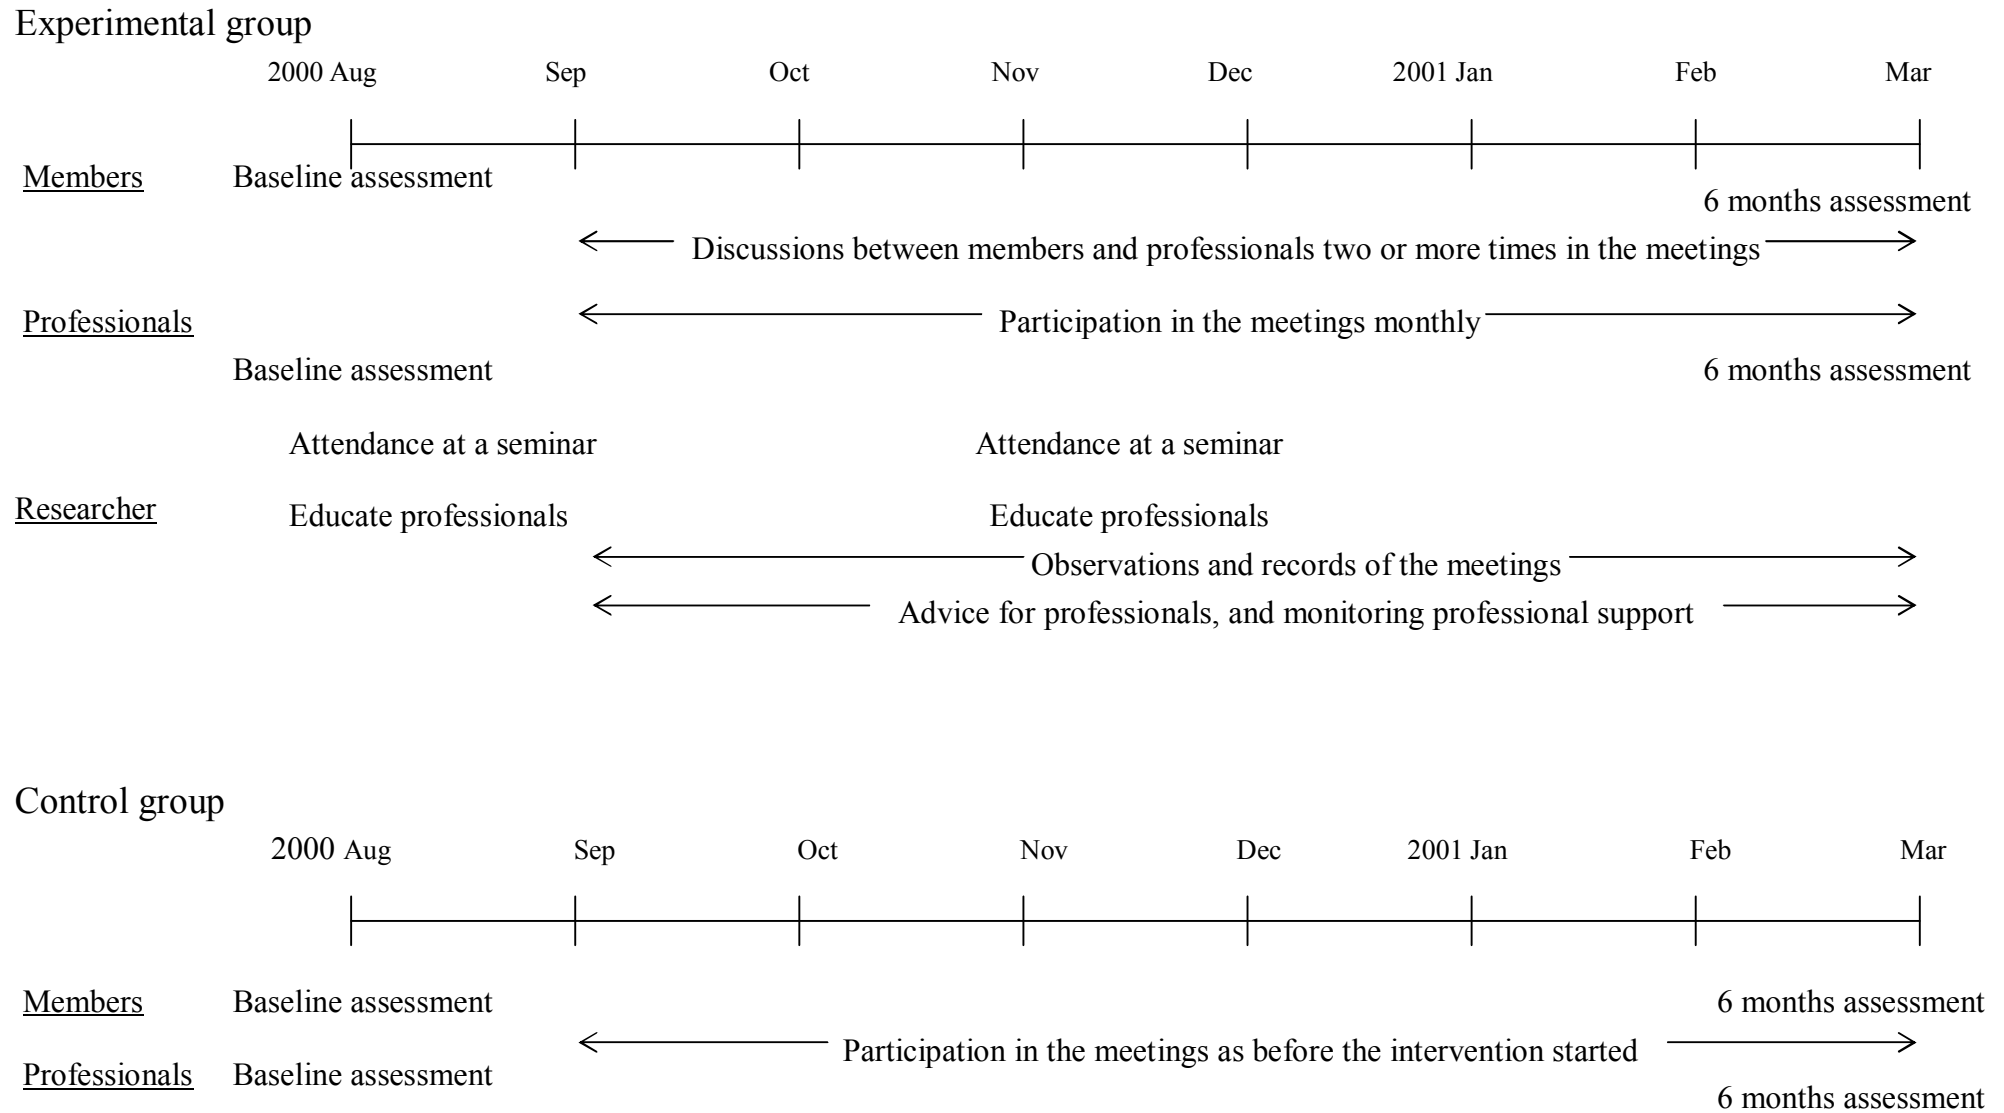 Experimental group
2000 Aug Sep Oct Nov Dec 2001 Jan Feb Mar
Members Baseline assessment
6 months assessment
Discussions between members and professionals two or more times in the meetings
Professionals Participation in the meetings monthly
Baseline assessment 6 months assessment
Attendance at a seminar Attendance at a seminar
Researcher Educate professionals Educate professionals
Observations and records of the meetings
Advice for professionals, and monitoring professional support
Control group
2000 Aug Sep Oct Nov Dec 2001 Jan Feb Mar
Members Baseline assessment 6 months assessment
Participation in the meetings as before the intervention started
Professionals Baseline assessment
6 months assessment